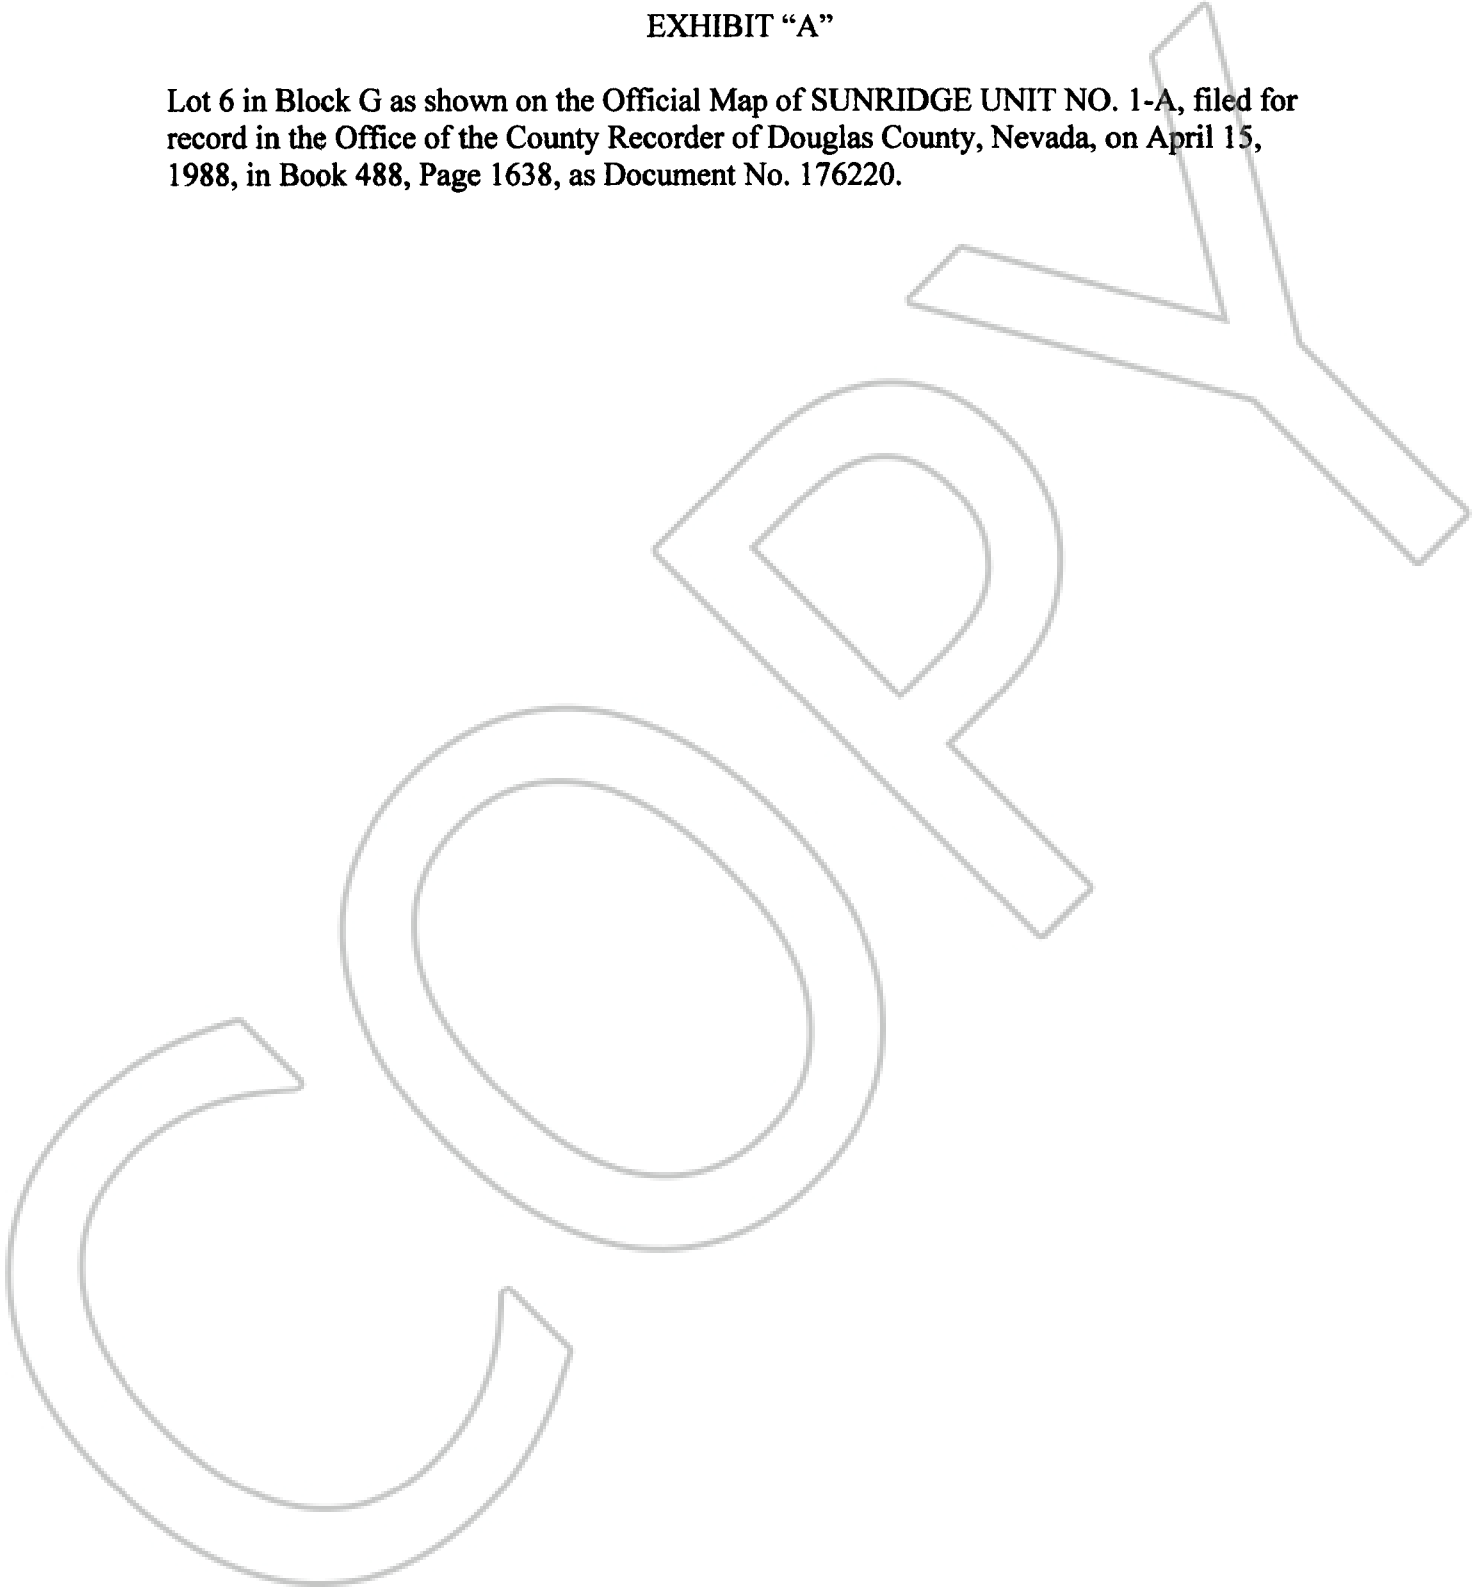 EXHIBIT “A”
Lot 6 in Block G as shown on the Official Map of SUNRIDGE UNIT NO. 1-A, filed for
record in the Office of the County Recorder of Douglas County, Nevada, on April 15,
1988, in Book 488, Page 1638, as Document No. 176220.
COPY